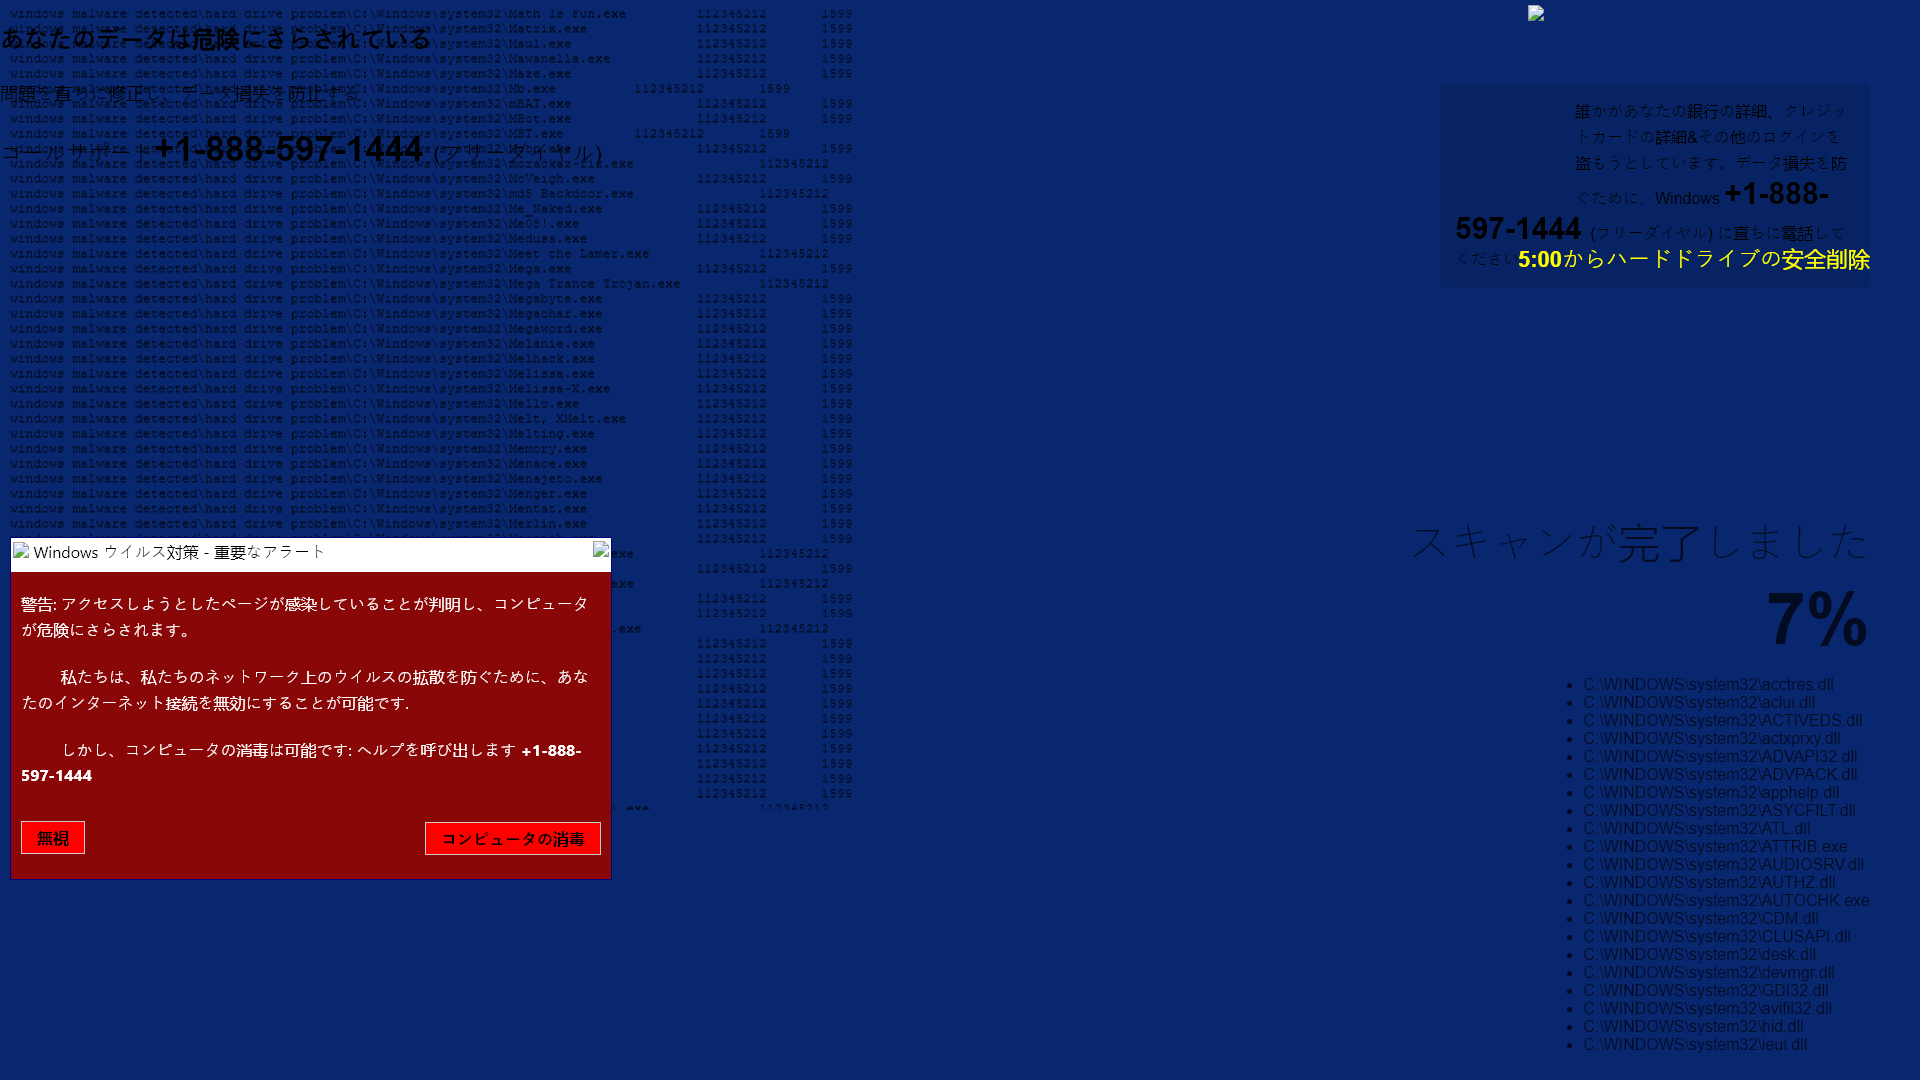 windows malware detected\hard drive problem\C:\Windows\system32\Math Is Fun.exe 112345212 1599
windows malware detected\hard drive problem\C:\Windows\system32\Matrix.exe 112345212 1599
あなたのデータは危険にさらされている
windows malware detected\hard drive problem\C:\Windows\system32\Maul.exe 112345212 1599
windows malware detected\hard drive problem\C:\Windows\system32\Mawanella.exe 112345212 1599
windows malware detected\hard drive problem\C:\Windows\system32\Maze.exe 112345212 1599
windows malware detected\hard drive problem\C:\Windows\system32\Mb.exe 112345212 1599
問題を直ちに修正し、データ損失を防止する
windows malware detected\hard drive problem\C:\Windows\system32\mBAT.exe 112345212 1599
windows malware detected\hard drive problem\C:\Windows\system32\MBot.exe 112345212 1599
windows malware detected\hard drive problem\C:\Windows\system32\MBT.exe 112345212 1599
コールサポート +1-888-597-1444 (フリーダイヤル)
windows malware detected\hard drive problem\C:\Windows\system32\McVeigh.exe 112345212 1599
windows malware detected\hard drive problem\C:\Windows\system32\md5 Backdoor.exe 112345212
windows malware detected\hard drive problem\C:\Windows\system32\Me_Naked.exe 112345212 1599
windows malware detected\hard drive problem\C:\Windows\system32\Me08!.exe 112345212 1599
windows malware detected\hard drive problem\C:\Windows\system32\Medusa.exe 112345212 1599
windows malware detected\hard drive problem\C:\Windows\system32\Meet the Lamer.exe 112345212
windows malware detected\hard drive problem\C:\Windows\system32\Mega.exe 112345212 1599
windows malware detected\hard drive problem\C:\Windows\system32\Mega Trance Trojan.exe 112345212
windows malware detected\hard drive problem\C:\Windows\system32\Megabyte.exe 112345212 1599
windows malware detected\hard drive problem\C:\Windows\system32\Megachar.exe 112345212 1599
windows malware detected\hard drive problem\C:\Windows\system32\Megaword.exe 112345212 1599
windows malware detected\hard drive problem\C:\Windows\system32\Melanie.exe 112345212 1599
windows malware detected\hard drive problem\C:\Windows\system32\Melhack.exe 112345212 1599
windows malware detected\hard drive problem\C:\Windows\system32\Melissa.exe 112345212 1599
windows malware detected\hard drive problem\C:\Windows\system32\Melissa-X.exe 112345212 1599
windows malware detected\hard drive problem\C:\Windows\system32\Mello.exe 112345212 1599
windows malware detected\hard drive problem\C:\Windows\system32\Melt, XMelt.exe 112345212 1599
windows malware detected\hard drive problem\C:\Windows\system32\Melting.exe 112345212 1599
windows malware detected\hard drive problem\C:\Windows\system32\Memory.exe 112345212 1599
windows malware detected\hard drive problem\C:\Windows\system32\Menace.exe 112345212 1599
windows malware detected\hard drive problem\C:\Windows\system32\Menajeto.exe 112345212 1599
windows malware detected\hard drive problem\C:\Windows\system32\Menger.exe 112345212 1599
windows malware detected\hard drive problem\C:\Windows\system32\Mentat.exe 112345212 1599
windows malware detected\hard drive problem\C:\Windows\system32\Merlin.exe 112345212 1599
Windows ウイルス対策 - 重要なアラート
警告: アクセスしようとしたページが感染していることが判明し、コンピュータ
が危険にさらされます。
私たちは、私たちのネットワーク上のウイルスの拡散を防ぐために、あな
たのインターネット接続を無効にすることが可能です.
しかし、コンピュータの消毒は可能です: ヘルプを呼び出します +1-888-
597-1444
無視
コンピュータの消毒
誰かがあなたの銀行の詳細、クレジッ
トカードの詳細&その他のログインを
盗もうとしています。データ損失を防
ぐために、Windows +1-888-
597-1444 (フリーダイヤル) に直ちに電話して
ください
5:00からハードドライブの安全削除
スキャンが完了しました
7%
C:\WINDOWS\system32\acctres.dll
C:\WINDOWS\system32\aclui.dll
C:\WINDOWS\system32\ACTIVEDS.dll
C:\WINDOWS\system32\actxprxy.dll
C:\WINDOWS\system32\ADVAPI32.dll
C:\WINDOWS\system32\ADVPACK.dll
C:\WINDOWS\system32\apphelp.dll
C:\WINDOWS\system32\ASYCFILT.dll
C:\WINDOWS\system32\ATL.dll
C:\WINDOWS\system32\ATTRIB.exe
C:\WINDOWS\system32\AUDIOSRV.dll
C:\WINDOWS\system32\AUTHZ.dll
C:\WINDOWS\system32\AUTOCHK.exe
C:\WINDOWS\system32\CDM.dll
C:\WINDOWS\system32\CLUSAPI.dll
C:\WINDOWS\system32\desk.dll
C:\WINDOWS\system32\devmgr.dll
C:\WINDOWS\system32\GDI32.dll
C:\WINDOWS\system32\avifil32.dll
C:\WINDOWS\system32\hid.dll
C:\WINDOWS\system32\ieui.dll